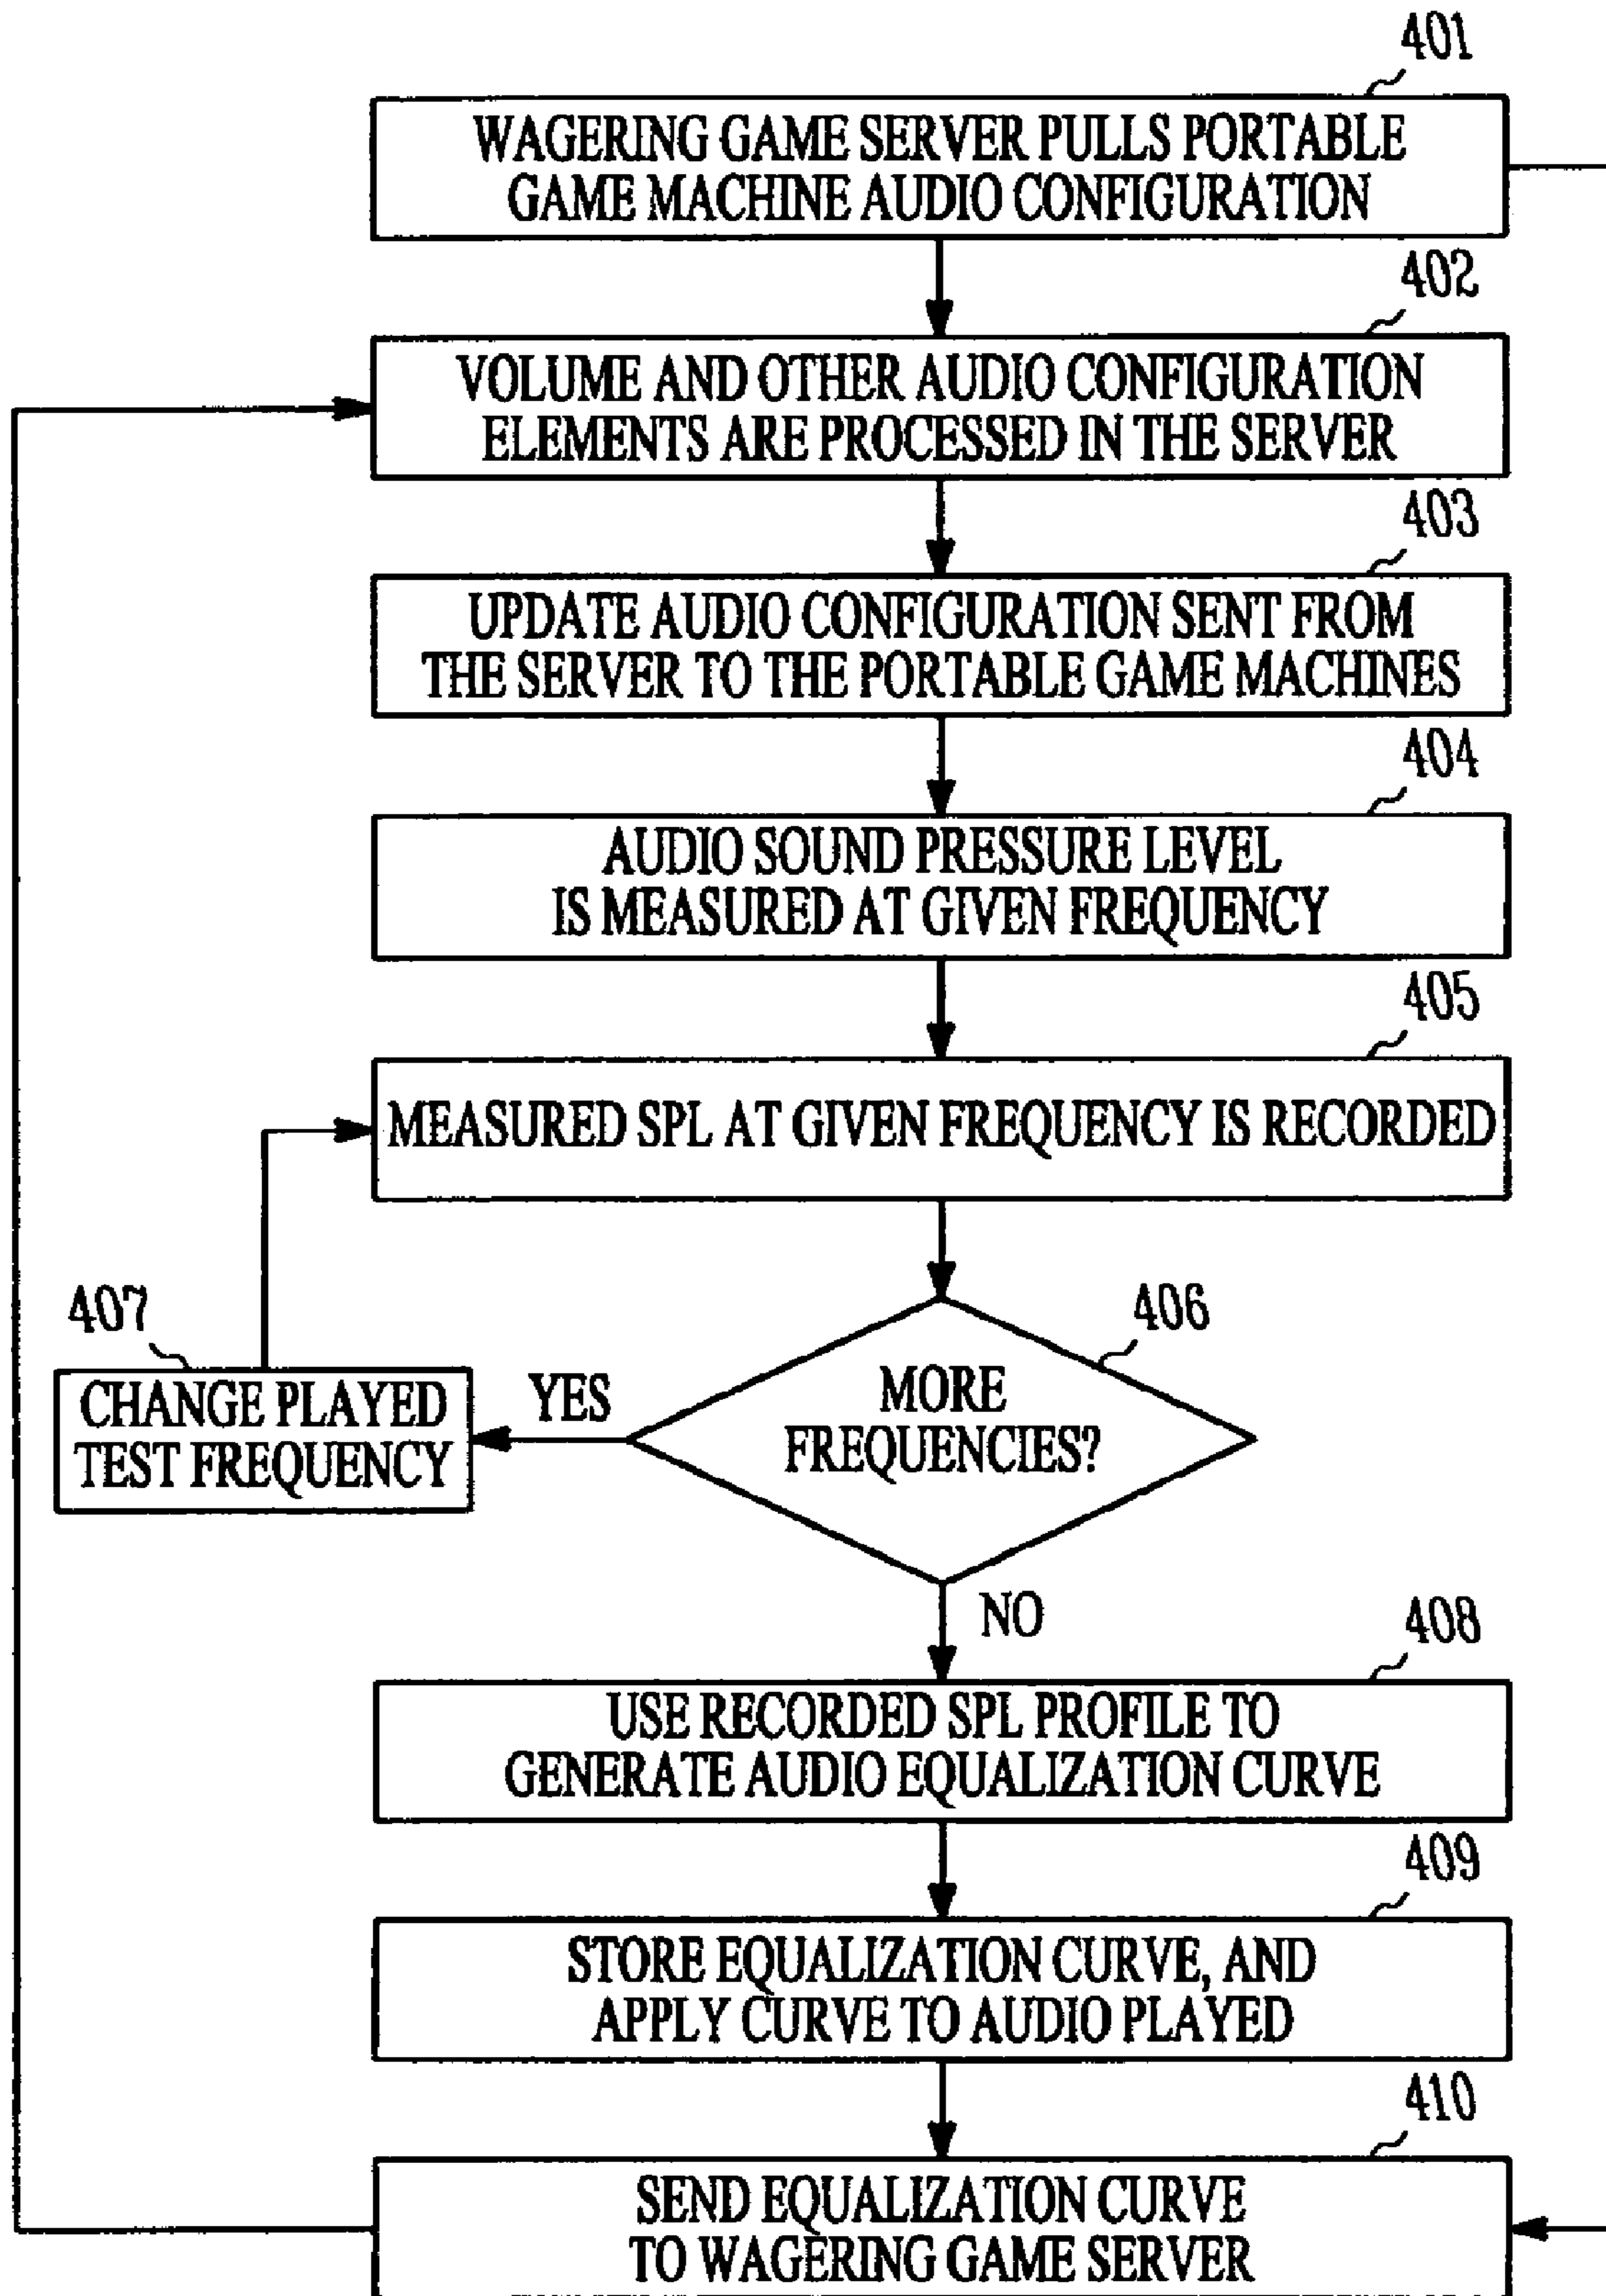 401
WAGERING GAME SERVER PULLS PORTABLE
GAME MACHINE AUDIO CONFIGURATION
402
VOLUME AND OTHER AUDIO CONFIGURATION
ELEMENTS ARE PROCESSED IN THE SERVER
403
UPDATE AUDIO CONFIGURATION SENT FROM
THE SERVER TO THE PORTABLE GAME MACHINES
404
AUDIO SOUND PRESSURE LEVEL
IS MEASURED AT GIVEN FREQUENCY
405
MEASURED SPL AT GIVEN FREQUENCY IS RECORDED
406
MORE
FREQUENCIES?
YES
407
CHANGE PLAYED
TEST FREQUENCY
NO
408
USE RECORDED SPL PROFILE TO
GENERATE AUDIO EQUALIZATION CURVE
409
STORE EQUALIZATION CURVE, AND
APPLY CURVE TO AUDIO PLAYED
410
SEND EQUALIZATION CURVE
TO WAGERING GAME SERVER